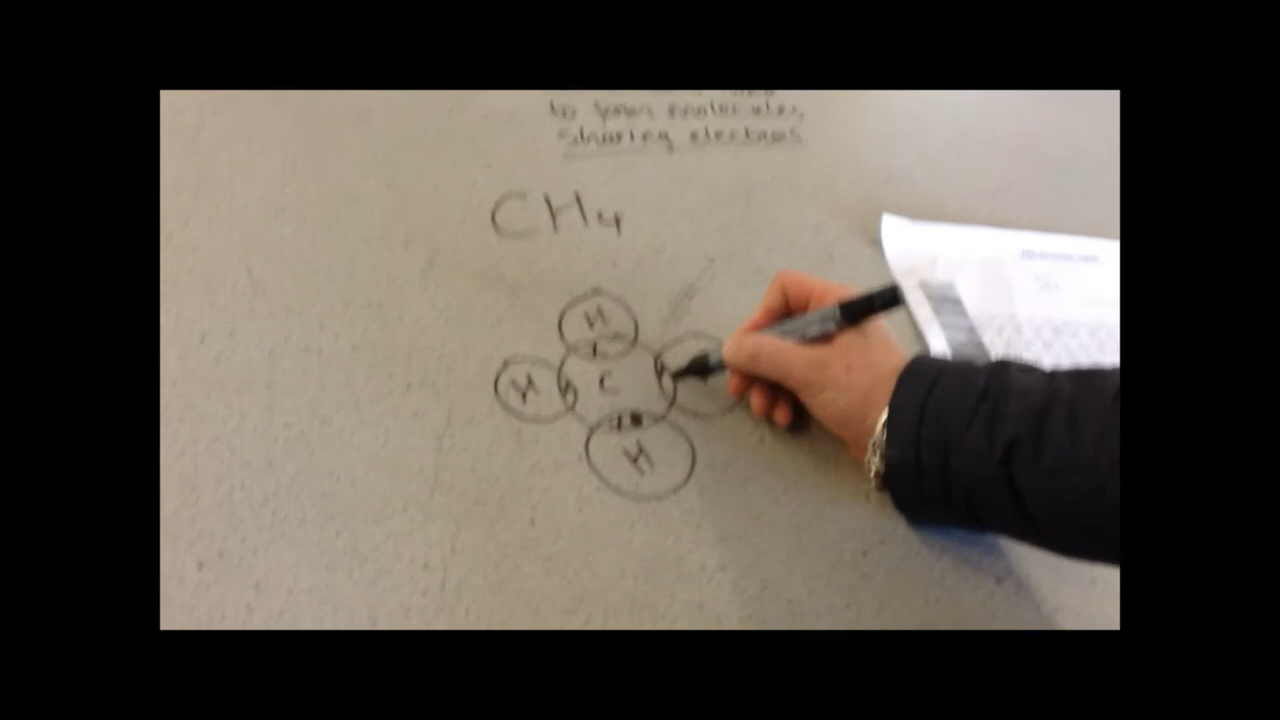 to form molecules,
sharing electrons
CH4
H
H C
H